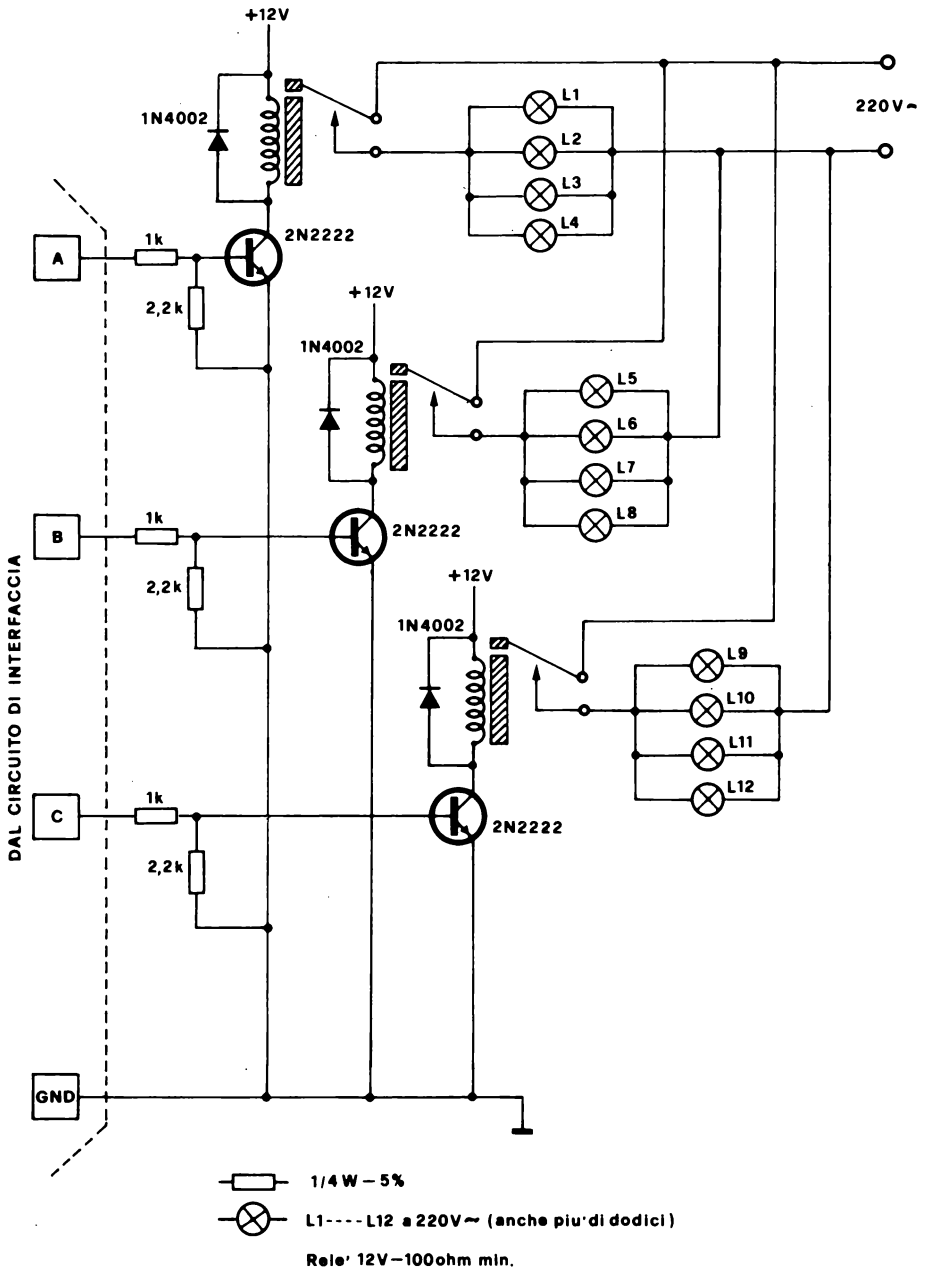 +12V
1N4002
220V~
L1
L2
L3
L4
2N2222
A
1k
2,2k
+12V
1N4002
L5
L6
L7
L8
B
1k
2N2222
2,2k
+12V
1N4002
L9
L10
L11
L12
C
1k
2N2222
2,2k
DAL CIRCUITO DI INTERFACCIA
GND
1/4 W – 5%
L1----L12 a 220V~ (anche piu' di dodici)
Rele' 12V–100ohm min.